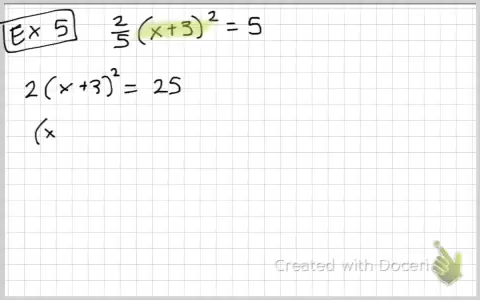 Ex 5 2/5 (x+3)² = 5
2(x+3)² = 25
(x
Created with Doceri